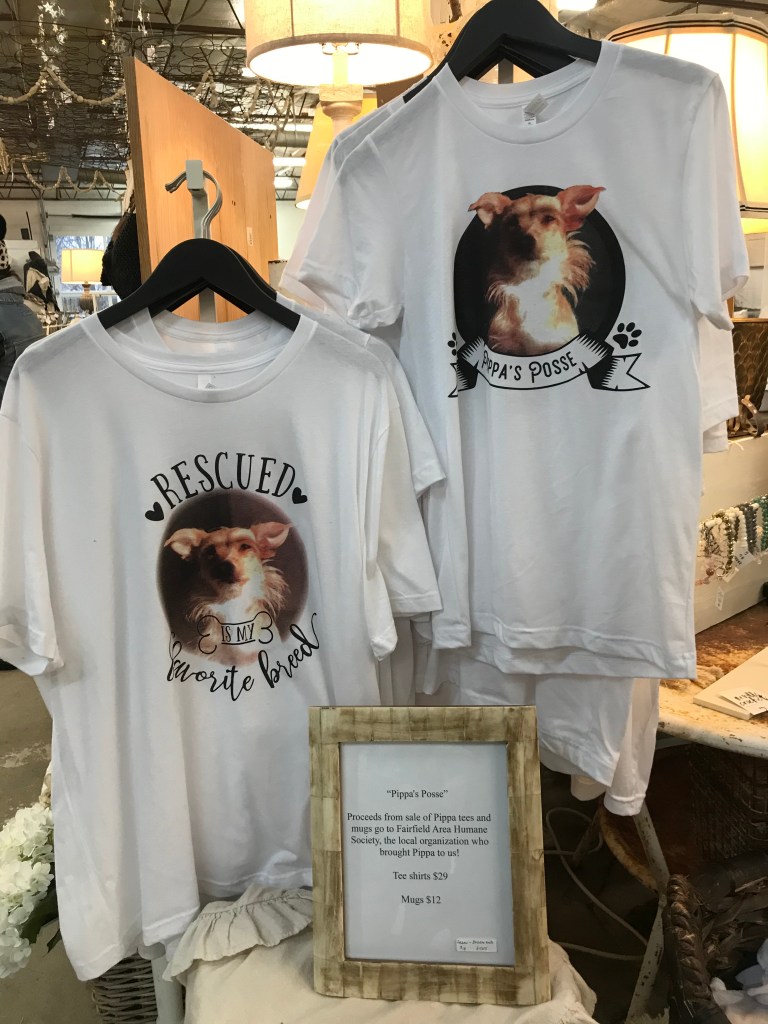 PIPPA'S POSSE
RESCUED
IS MY
favorite breed
"Pippa's Posse"
Proceeds from sale of Pippa tees and
mugs go to Fairfield Area Humane
Society, the local organization who
brought Pippa to us!
Tee shirts $29
Mugs $12